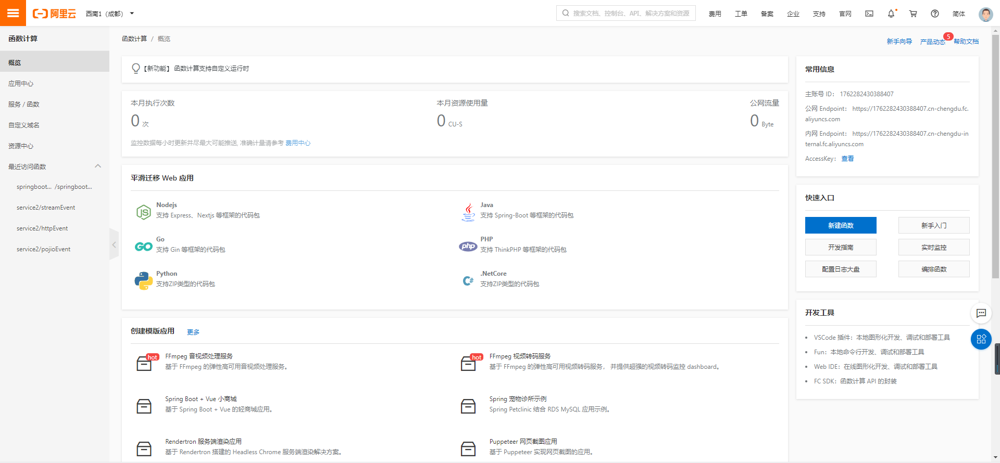 阿里云
西南1（成都）
搜索文档、控制台、API、解决方案和资源
费用
工单
备案
企业
支持
官网
简体
函数计算
概览
应用中心
服务 / 函数
自定义域名
资源中心
最近访问函数
springboot... /springboot...
service2/streamEvent
service2/httpEvent
service2/pojioEvent
函数计算 / 概览
新手向导
产品动态
5
帮助文档
【新功能】 函数计算支持自定义运行时
本月执行次数
0 次
本月资源使用量
0 CU-S
公网流量
0 Byte
监控数据每小时更新并尽最大可能推送, 准确计量请参考 费用中心
平滑迁移 Web 应用
Nodejs
支持 Express、Nextjs 等框架的代码包
Java
支持 Spring-Boot 等框架的代码包
Go
支持 Gin 等框架的代码包
PHP
支持 ThinkPHP 等框架的代码包
Python
支持ZIP类型的代码包
.NetCore
支持ZIP类型的代码包
创建模版应用
更多
hot
FFmpeg 音视频处理服务
基于 FFmpeg 的弹性高可用音视频处理服务。
hot
FFmpeg 视频转码服务
基于 FFmpeg 的弹性高可用视频转码服务， 并提供超强的视频转码监控 dashboard。
Spring Boot + Vue 小商城
基于 Spring Boot + Vue 的轻商城应用。
Spring 宠物诊所示例
Spring Petclinic 结合 RDS MySQL 应用示例。
Rendertron 服务端渲染应用
基于 Rendertron 搭建的 Headless Chrome 服务端渲染解决方案。
Puppeteer 网页截图应用
基于 Puppeteer 实现网页截图的应用。
常用信息
主账号 ID： 1762282430388407
公网 Endpoint： https://1762282430388407.cn-chengdu.fc.
aliyuncs.com
内网 Endpoint： https://1762282430388407.cn-chengdu-in
ternal.fc.aliyuncs.com
AccessKey： 查看
快速入口
新建函数
新手入门
开发指南
实时监控
配置日志大盘
编排函数
开发工具
VSCode 插件：本地图形化开发、调试和部署工具
Fun：本地命令行开发、调试和部署工具
Web IDE：在线图形化开发、调试和部署工具
FC SDK：函数计算 API 的封装